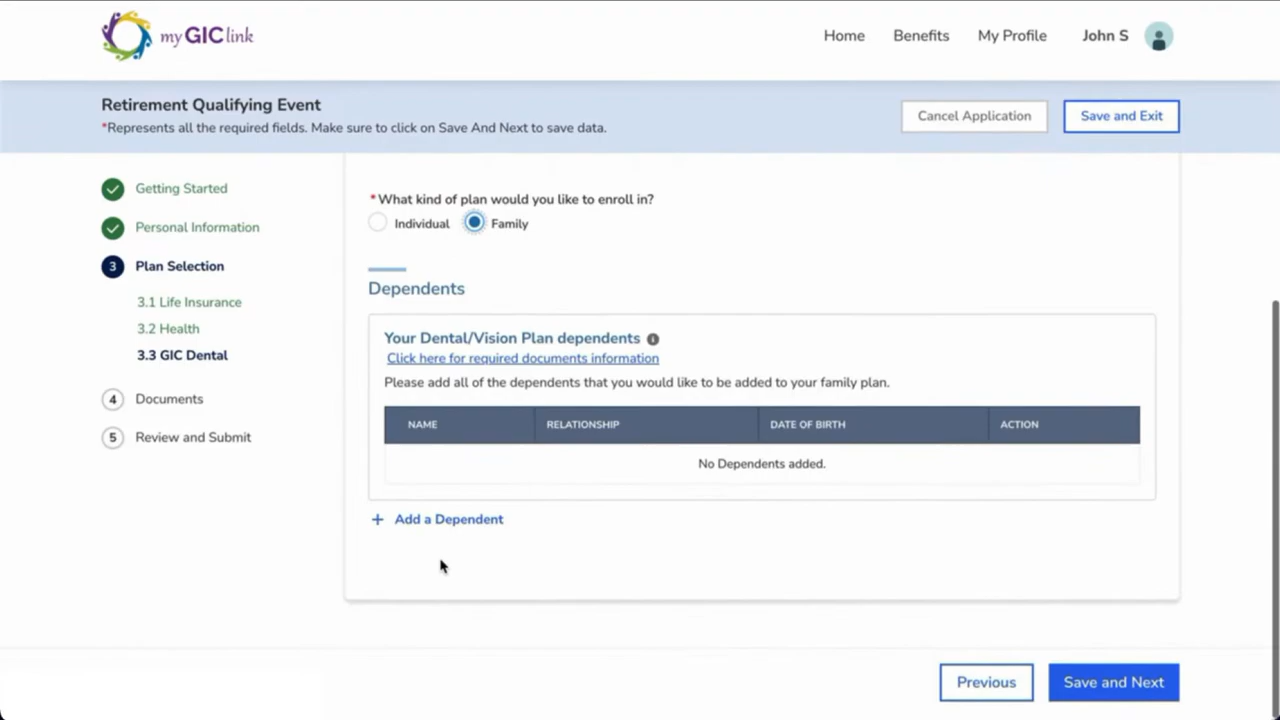 my GIC link
Home
Benefits
My Profile
John S
Retirement Qualifying Event
*Represents all the required fields. Make sure to click on Save And Next to save data.
Cancel Application
Save and Exit
Getting Started
Personal Information
3 Plan Selection
3.1 Life Insurance
3.2 Health
3.3 GIC Dental
4 Documents
5 Review and Submit
*What kind of plan would you like to enroll in?
Individual
Family
Dependents
Your Dental/Vision Plan dependents i
Click here for required documents information
Please add all of the dependents that you would like to be added to your family plan.
NAME RELATIONSHIP DATE OF BIRTH ACTION
No Dependents added.
+ Add a Dependent
Previous
Save and Next